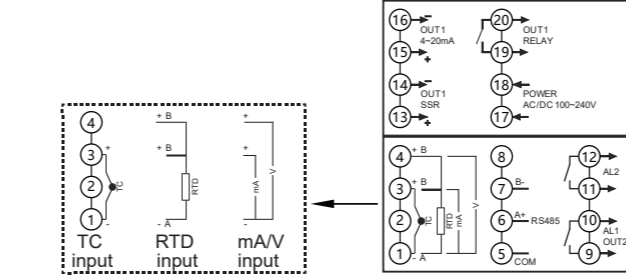 16 - OUT1 4~20mA
15 +
14 - OUT1 SSR
13 +
20 OUT1 RELAY
19
18 POWER AC/DC 100~240V
17
4 + B
3 + B
2 TC RTD mA V
1 - A
8
7 B-
6 A+ RS485
5 COM
12 AL2
11
10 AL1 OUT2
9
4 + B +
3 + + B +
2 TC RTD mA V
1 - - A -
TC RTD mA/V
input input input